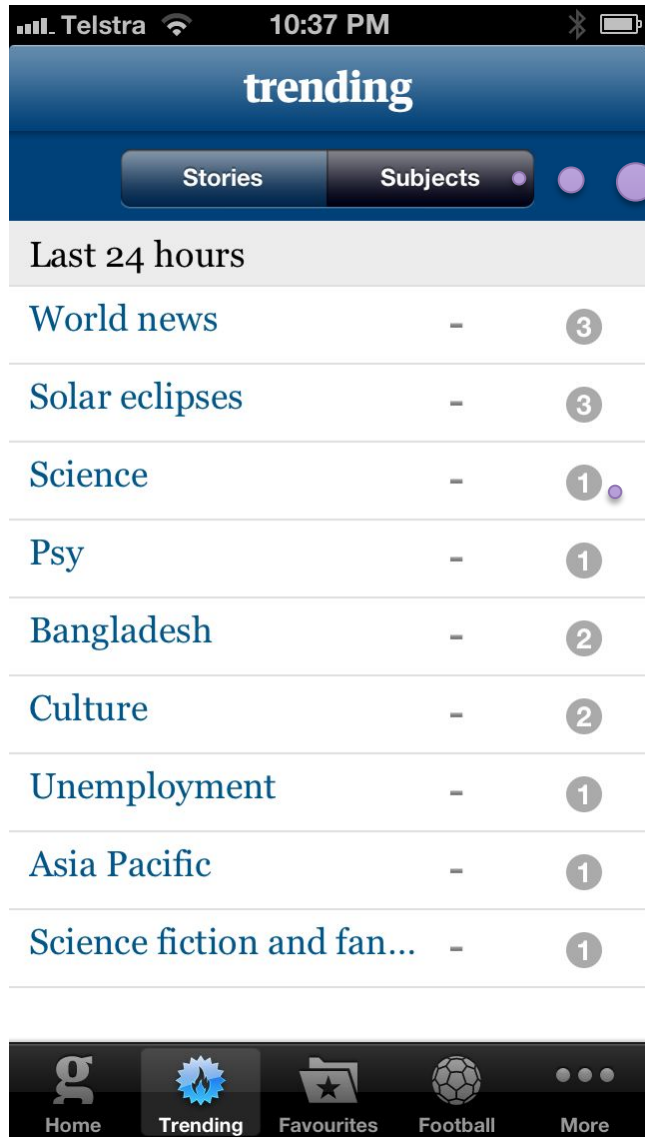 Telstra 10:37 PM
trending
Stories Subjects
Last 24 hours
World news - 3
Solar eclipses - 3
Science - 1
Psy - 1
Bangladesh - 2
Culture - 2
Unemployment - 1
Asia Pacific - 1
Science fiction and fan... - 1
g
Home Trending Favourites Football More